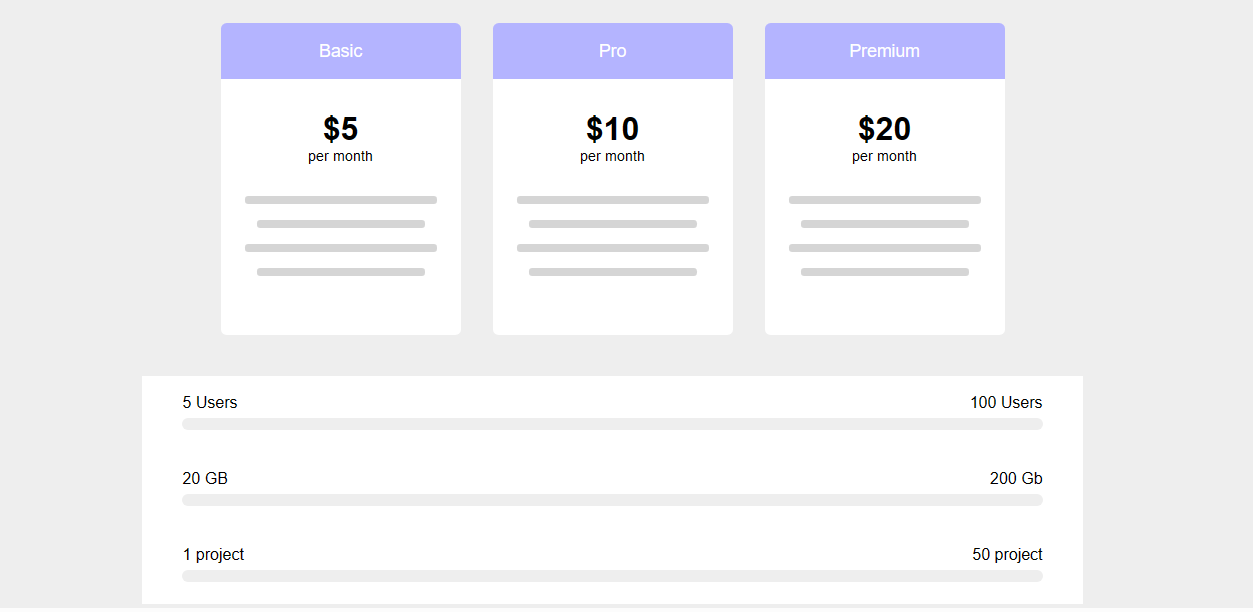 Basic
Pro
Premium
$5
per month
$10
per month
$20
per month
5 Users
100 Users
20 GB
200 Gb
1 project
50 project